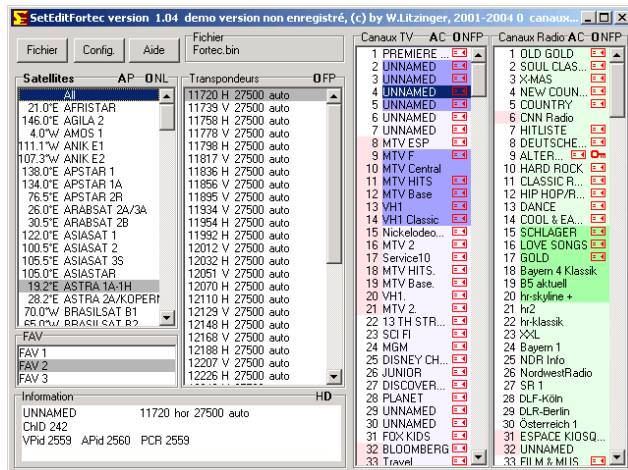 SetEditFortec version 1.04 demo version non enregistré, (c) by W.Litzinger, 2001-2004 0 canaux...
Fichier Config. Aide
Fichier
Fortec.bin
Satellites AP ONL
All
21.0°E AFRISTAR
146.0°E AGILA 2
4.0°W AMOS 1
111.1°W ANIK E1
107.3°W ANIK E2
138.0°E APSTAR 1
134.0°E APSTAR 1A
76.5°E APSTAR 2R
26.0°E ARABSAT 2A/3A
30.5°E ARABSAT 2B
122.0°E ASIASAT 1
100.5°E ASIASAT 2
105.5°E ASIASAT 3S
105.0°E ASIASTAR
19.2°E ASTRA 1A-1H
28.2°E ASTRA 2A/KOPERN
70.0°W BRASILSAT B1
65.0°W BRASILSAT B2
FAV
FAV 1
FAV 2
FAV 3
Transpondeurs OFP
11720 H 27500 auto
11739 V 27500 auto
11758 H 27500 auto
11778 V 27500 auto
11798 H 27500 auto
11817 V 27500 auto
11836 H 27500 auto
11856 V 27500 auto
11895 V 27500 auto
11934 V 27500 auto
11954 H 27500 auto
11992 H 27500 auto
12012 V 27500 auto
12032 H 27500 auto
12051 V 27500 auto
12070 H 27500 auto
12110 H 27500 auto
12129 V 27500 auto
12148 H 27500 auto
12168 V 27500 auto
12188 H 27500 auto
12207 V 27500 auto
12226 H 27500 auto
Information HD
UNNAMED 11720 hor 27500 auto
ChID 242
VPid 2559 APid 2560 PCR 2559
Canaux TV AC ONFP
1 PREMIERE ...
2 UNNAMED
3 UNNAMED
4 UNNAMED
5 UNNAMED
6 UNNAMED
7 UNNAMED
8 MTV ESP
9 MTV F
10 MTV Central
11 MTV HITS
12 MTV Base
13 VH1
14 VH1 Classic
15 Nickelodeo...
16 MTV 2
17 Service10
18 MTV HITS.
19 MTV Base.
20 VH1.
21 MTV 2.
22 13 TH STR...
23 SCI FI
24 MGM
25 DISNEY CH...
26 JUNIOR
27 DISCOVER...
28 PLANET
29 UNNAMED
30 UNNAMED
31 FOX KIDS
32 BLOOMBERG
33 Travel
Canaux Radio AC ONFP
1 OLD GOLD
2 SOUL CLAS...
3 X-MAS
4 NEW COUN...
5 COUNTRY
6 CNN Radio
7 HITLISTE
8 DEUTSCHE...
9 ALTER...
10 HARD ROCK
11 CLASSIC R...
12 HIP HOP/R...
13 DANCE
14 COOL & EA...
15 SCHLAGER
16 LOVE SONGS
17 GOLD
18 Bayern 4 Klassik
19 B5 aktuell
20 hr-skyline +
21 hr2
22 hr-klassik
23 XXL
24 Bayern 1
25 NDR Info
26 NordwestRadio
27 SR 1
28 DLF-Köln
29 DLR-Berlin
30 Österreich 1
31 ESPACE KIOSQ...
32 UNNAMED
33 FILM & MUS...